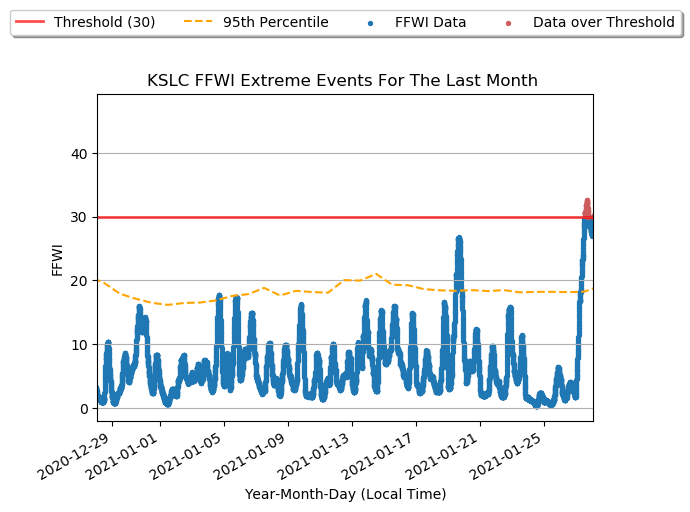 Threshold (30) 95th Percentile FFWI Data Data over Threshold
KSLC FFWI Extreme Events For The Last Month
40
30
20
10
0
FFWI
2020-12-29 2021-01-01 2021-01-05 2021-01-09 2021-01-13 2021-01-17 2021-01-21 2021-01-25
Year-Month-Day (Local Time)